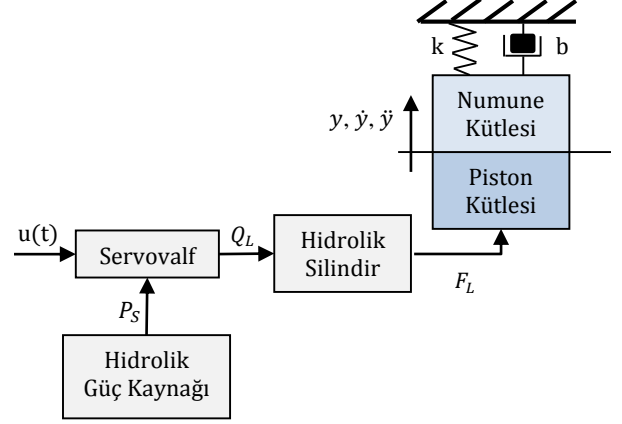 k
b
y, ẏ, ÿ
Numune
Kütlesi
Piston
Kütlesi
u(t)
Servovalf
Q_L
Hidrolik
Silindir
F_L
P_S
Hidrolik
Güç Kaynağı